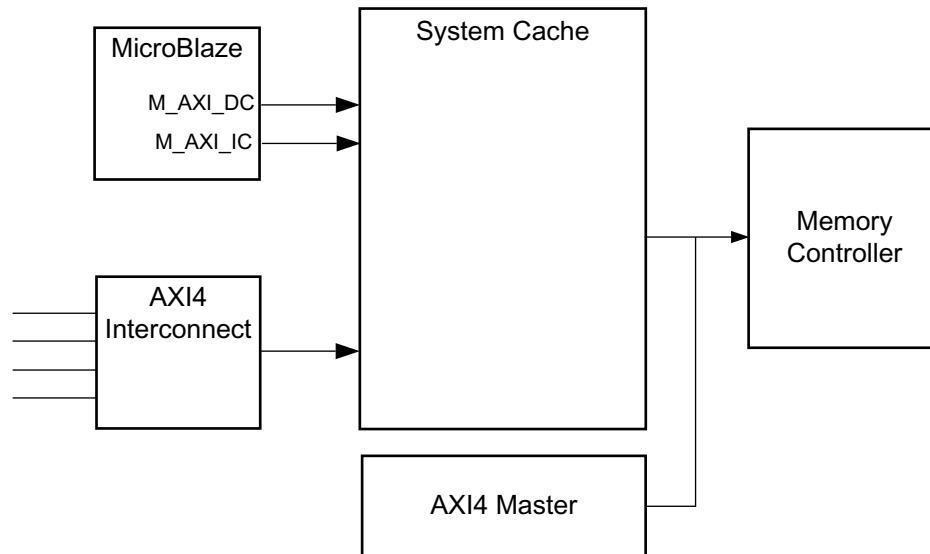 System Cache
MicroBlaze
M_AXI_DC
M_AXI_IC
Memory
Controller
AXI4
Interconnect
AXI4 Master